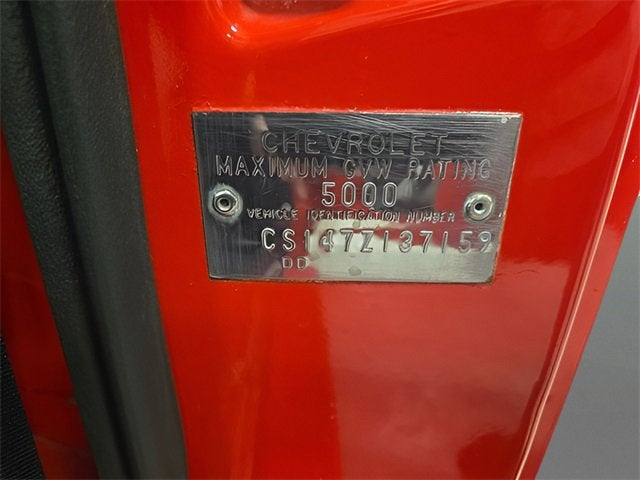 CHEVROLET
MAXIMUM GVW RATING
5000
VEHICLE IDENTIFICATION NUMBER
CS147Z137159
DD